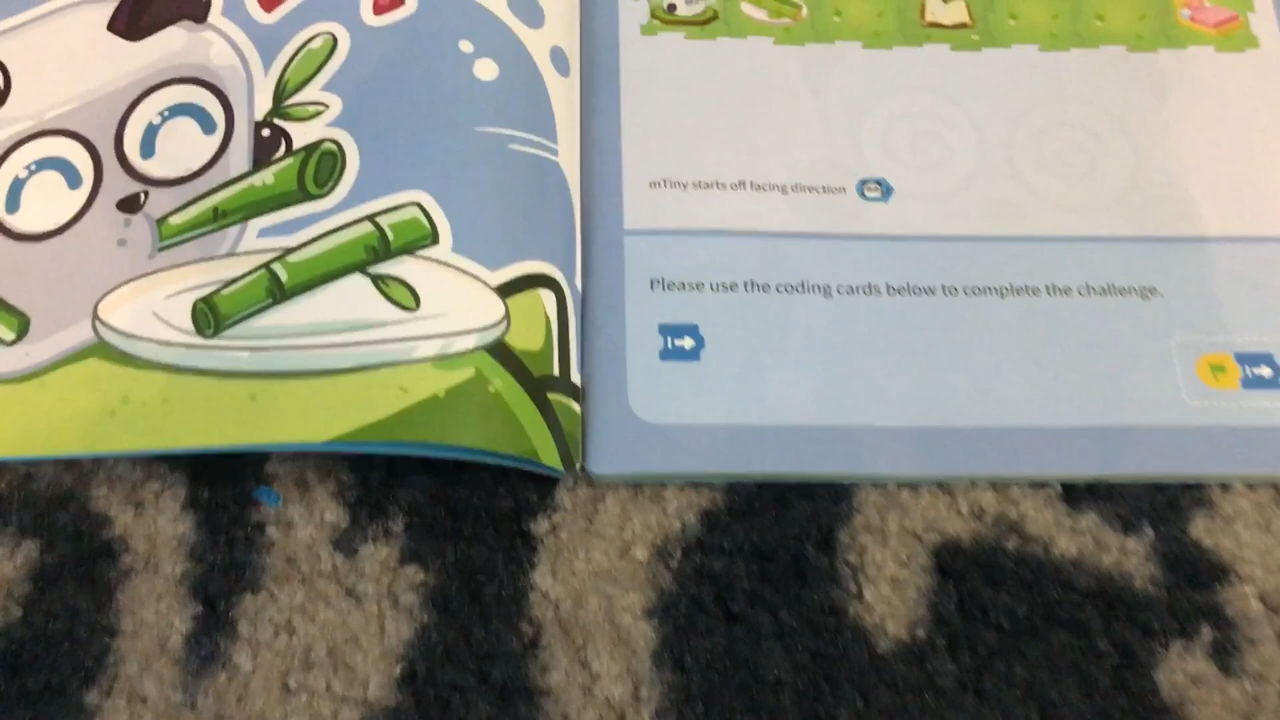 mTiny starts off facing direction
Please use the coding cards below to complete the challenge.